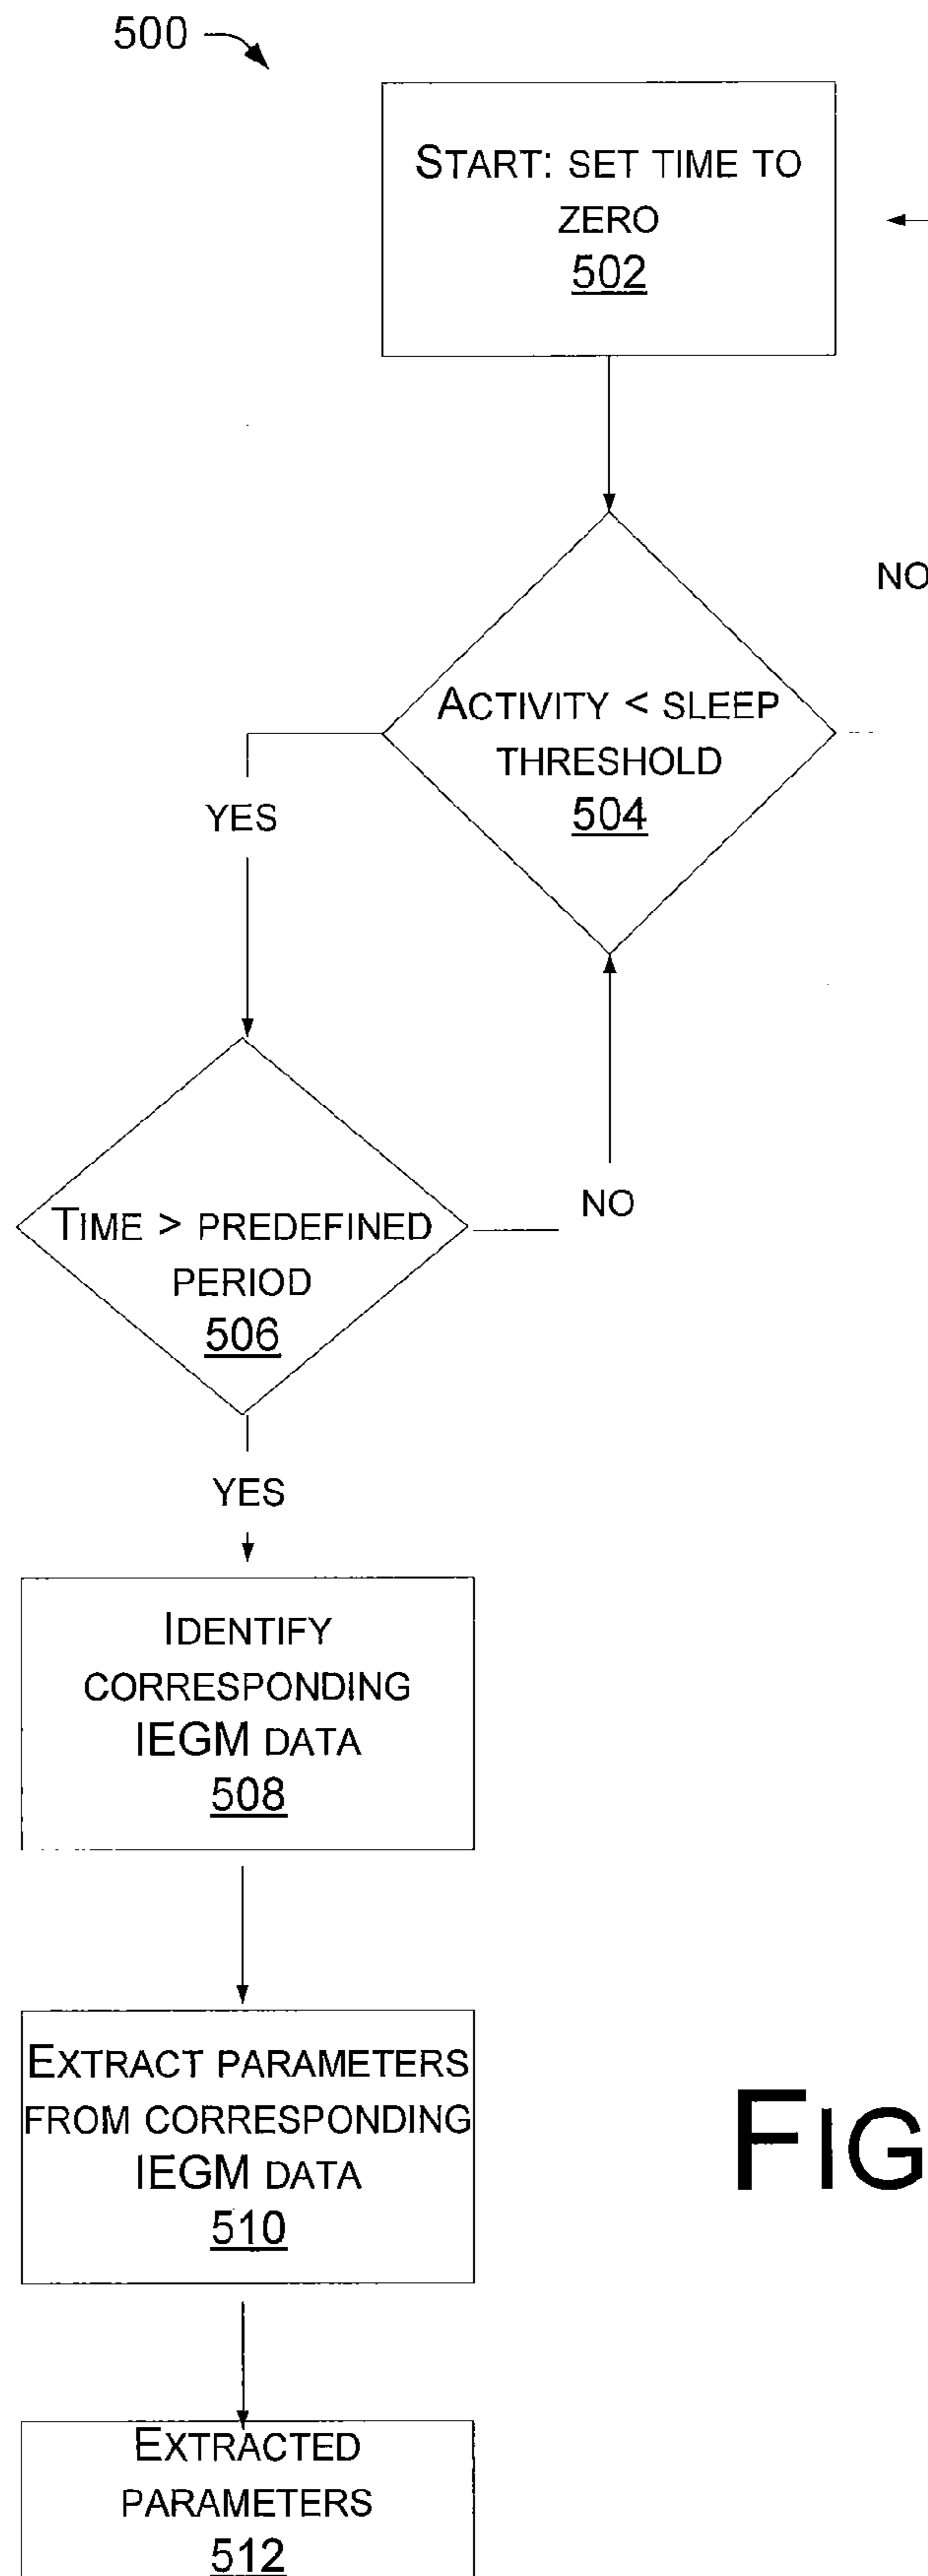 500
START: SET TIME TO
ZERO
502
NO
ACTIVITY < SLEEP
THRESHOLD
504
YES
NO
TIME > PREDEFINED
PERIOD
506
YES
IDENTIFY
CORRESPONDING
IEGM DATA
508
EXTRACT PARAMETERS
FROM CORRESPONDING
IEGM DATA
510
FIG
EXTRACTED
PARAMETERS
512